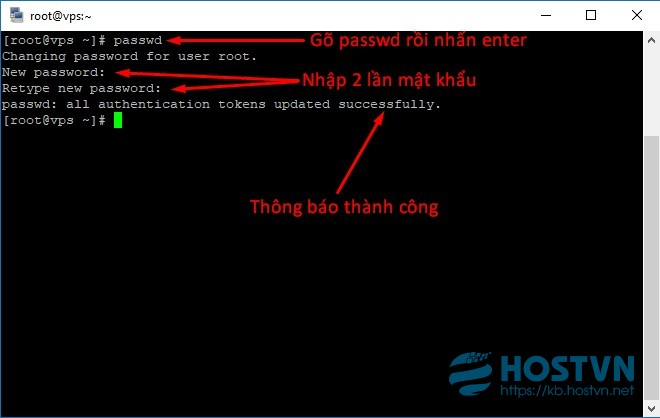 root@vps:~
[root@vps ~]# passwd
Gõ passwd rồi nhấn enter
Changing password for user root.
New password:
Nhập 2 lần mật khẩu
Retype new password:
passwd: all authentication tokens updated successfully.
[root@vps ~]#
Thông báo thành công
HOSTVN
https://kb.hostvn.net